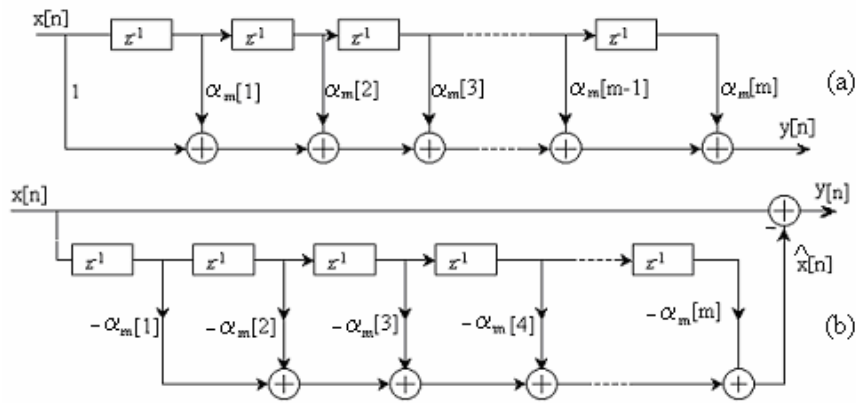 x[n]
z⁻¹ z⁻¹ z⁻¹ z⁻¹
1 αₘ[1] αₘ[2] αₘ[3] αₘ[m-1] αₘ[m] (a)
+ + + + + y[n]
x[n] + y[n]
-
z⁻¹ z⁻¹ z⁻¹ z⁻¹ z⁻¹ x̂[n]
-αₘ[1] -αₘ[2] -αₘ[3] -αₘ[4] -αₘ[m] (b)
+ + + +